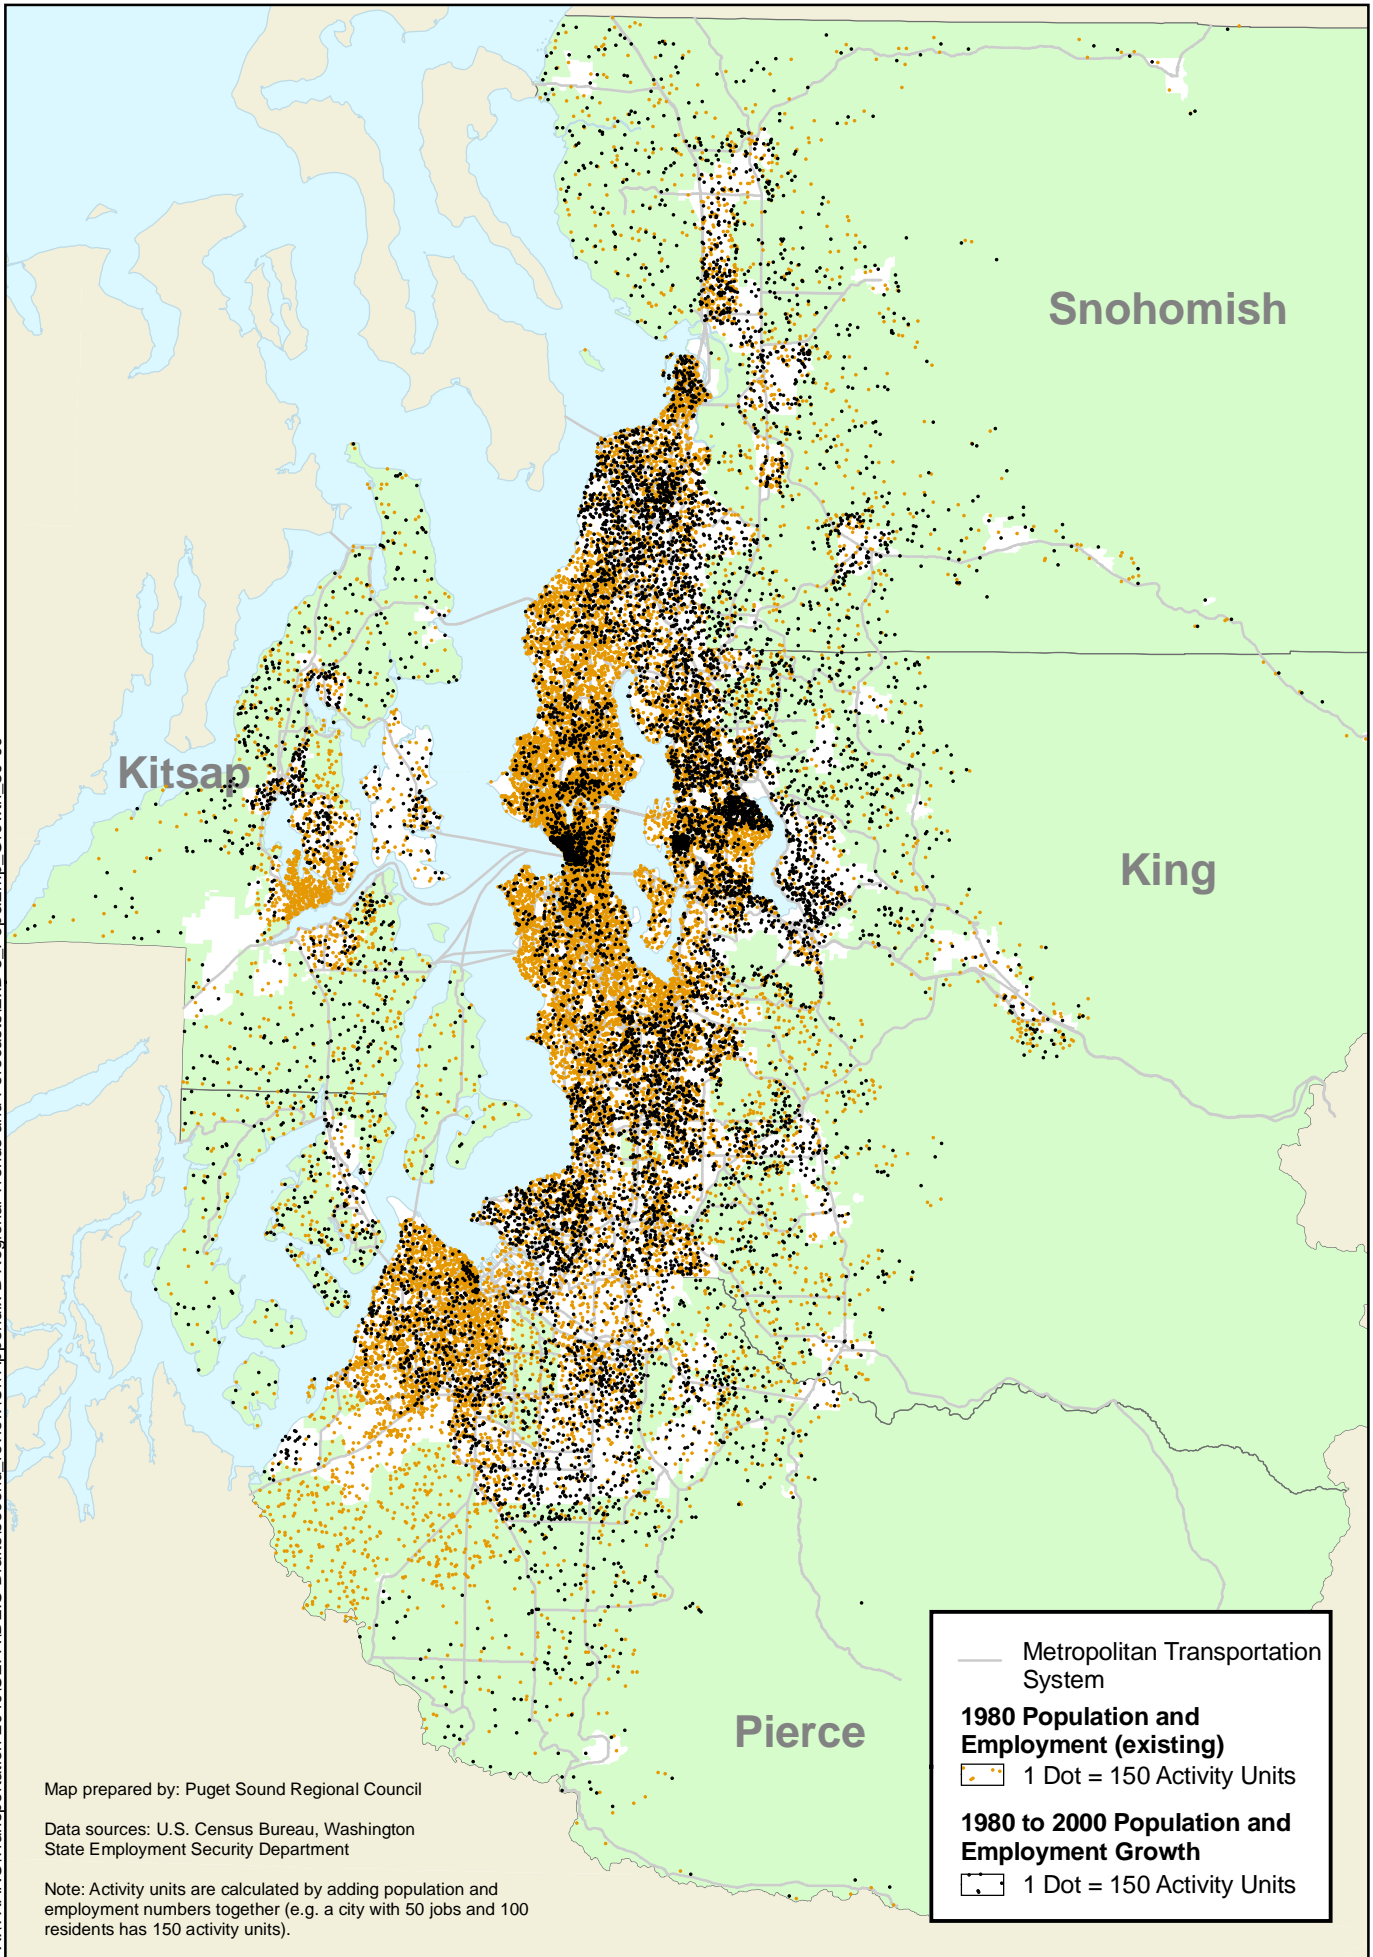 Snohomish
Kitsap
King
Pierce
Metropolitan Transportation
System
1980 Population and
Employment (existing)
1 Dot = 150 Activity Units
1980 to 2000 Population and
Employment Growth
1 Dot = 150 Activity Units
Map prepared by: Puget Sound Regional Council
Data sources: U.S. Census Bureau, Washington
State Employment Security Department
Note: Activity units are calculated by adding population and
employment numbers together (e.g. a city with 50 jobs and 100
residents has 150 activity units).